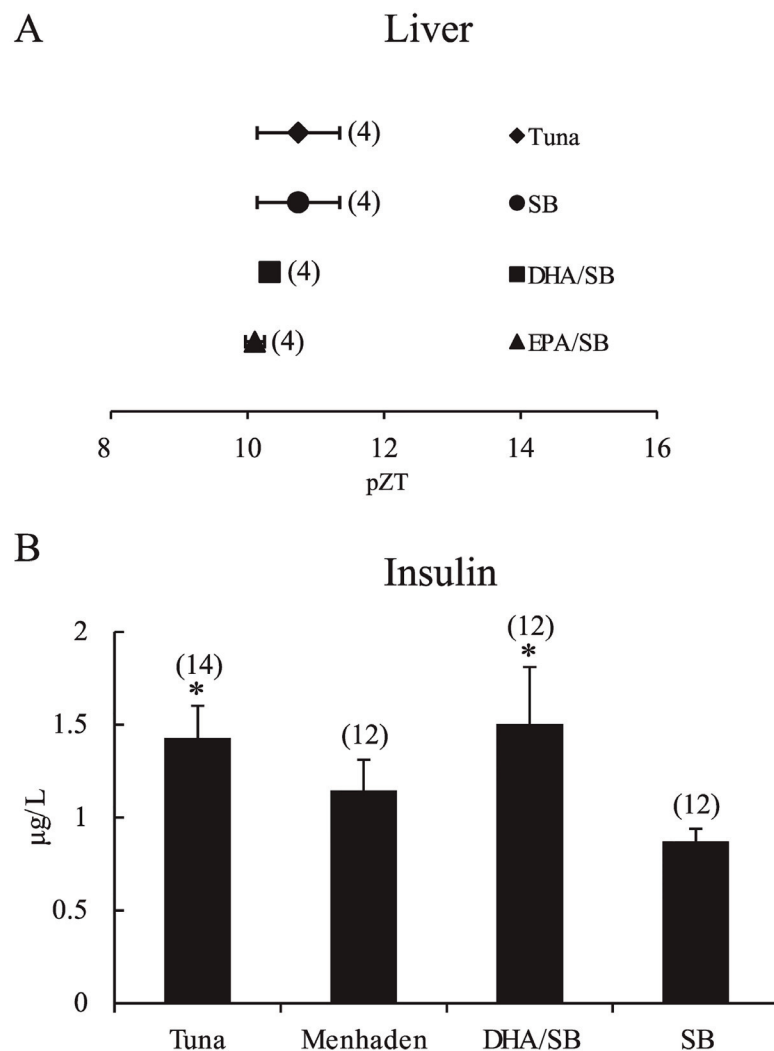 A
Liver
(4)
Tuna
(4)
SB
(4)
DHA/SB
(4)
EPA/SB
8 10 12 14 16
pZT
B
Insulin
2
1.5
1
0.5
0
µg/L
(14)
*
(12)
(12)
*
(12)
Tuna Menhaden DHA/SB SB